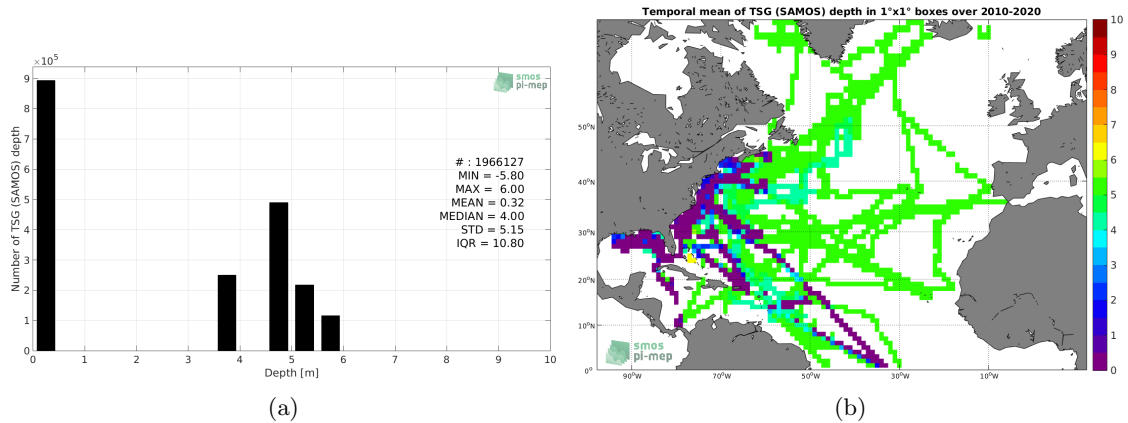 ×10^5
9
8
7
6
5
4
3
2
1
0
Number of TSG (SAMOS) depth
smos
pi-mep
# : 1966127
MIN = -5.80
MAX = 6.00
MEAN = 0.32
MEDIAN = 4.00
STD = 5.15
IQR = 10.80
0 1 2 3 4 5 6 7 8 9 10
Depth [m]
(a)
Temporal mean of TSG (SAMOS) depth in 1°x1° boxes over 2010-2020
50°N
40°N
30°N
20°N
10°N
0°
smos
pi-mep
90°W 70°W 50°W 30°W 10°W
10
9
8
7
6
5
4
3
2
1
0
(b)